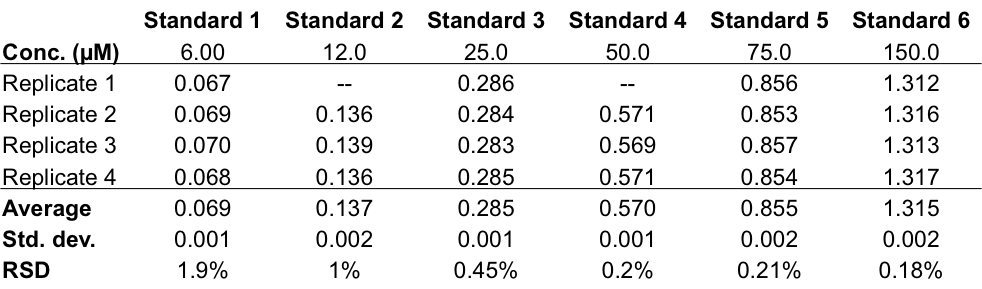 Standard 1 Standard 2 Standard 3 Standard 4 Standard 5 Standard 6
Conc. (µM) 6.00 12.0 25.0 50.0 75.0 150.0
Replicate 1 0.067 -- 0.286 -- 0.856 1.312
Replicate 2 0.069 0.136 0.284 0.571 0.853 1.316
Replicate 3 0.070 0.139 0.283 0.569 0.857 1.313
Replicate 4 0.068 0.136 0.285 0.571 0.854 1.317
Average 0.069 0.137 0.285 0.570 0.855 1.315
Std. dev. 0.001 0.002 0.001 0.001 0.002 0.002
RSD 1.9% 1% 0.45% 0.2% 0.21% 0.18%